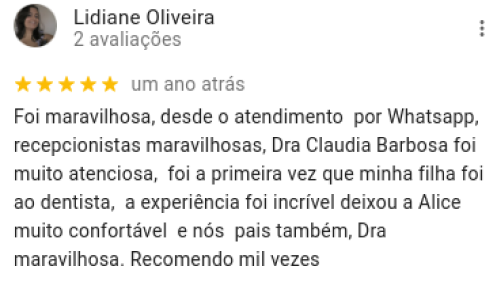 Lidiane Oliveira
2 avaliações
um ano atrás
Foi maravilhosa, desde o atendimento  por Whatsapp,
recepcionistas maravilhosas, Dra Claudia Barbosa foi
muito atenciosa,  foi a primeira vez que minha filha foi
ao dentista,  a experiência foi incrível deixou a Alice
muito confortável  e nós  pais também, Dra
maravilhosa. Recomendo mil vezes